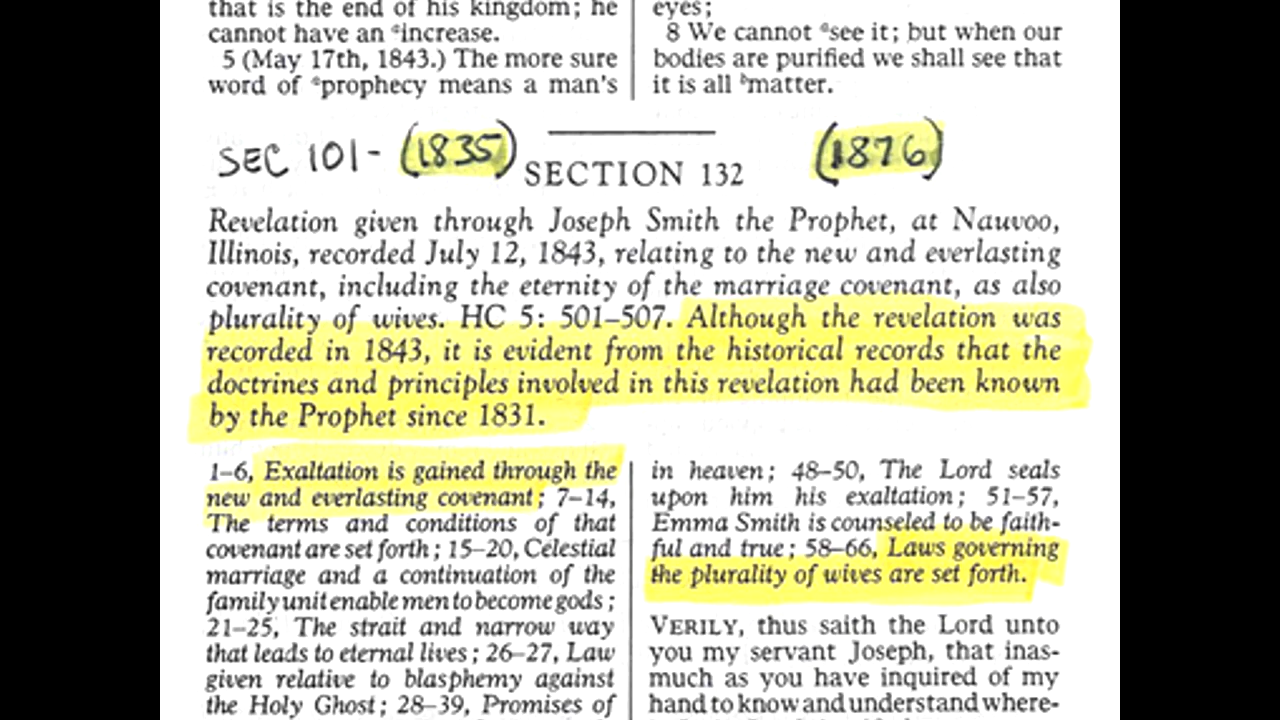 that is the end of his kingdom; he
cannot have an ᵃincrease.
5 (May 17th, 1843.) The more sure
word of ᵃprophecy means a man's
eyes;
8 We cannot ᵃsee it; but when our
bodies are purified we shall see that
it is all ᵇmatter.
SEC 101- (1835)
SECTION 132
(1876)
Revelation given through Joseph Smith the Prophet, at Nauvoo,
Illinois, recorded July 12, 1843, relating to the new and everlasting
covenant, including the eternity of the marriage covenant, as also
plurality of wives. HC 5: 501–507. Although the revelation was
recorded in 1843, it is evident from the historical records that the
doctrines and principles involved in this revelation had been known
by the Prophet since 1831.
1–6, Exaltation is gained through the
new and everlasting covenant; 7–14,
The terms and conditions of that
covenant are set forth; 15–20, Celestial
marriage and a continuation of the
family unit enable men to become gods;
21–25, The strait and narrow way
that leads to eternal lives; 26–27, Law
given relative to blasphemy against
the Holy Ghost; 28–39, Promises of
in heaven; 48–50, The Lord seals
upon him his exaltation; 51–57,
Emma Smith is counseled to be faith-
ful and true; 58–66, Laws governing
the plurality of wives are set forth.
VERILY, thus saith the Lord unto
you my servant Joseph, that inas-
much as you have inquired of my
hand to know and understand where-